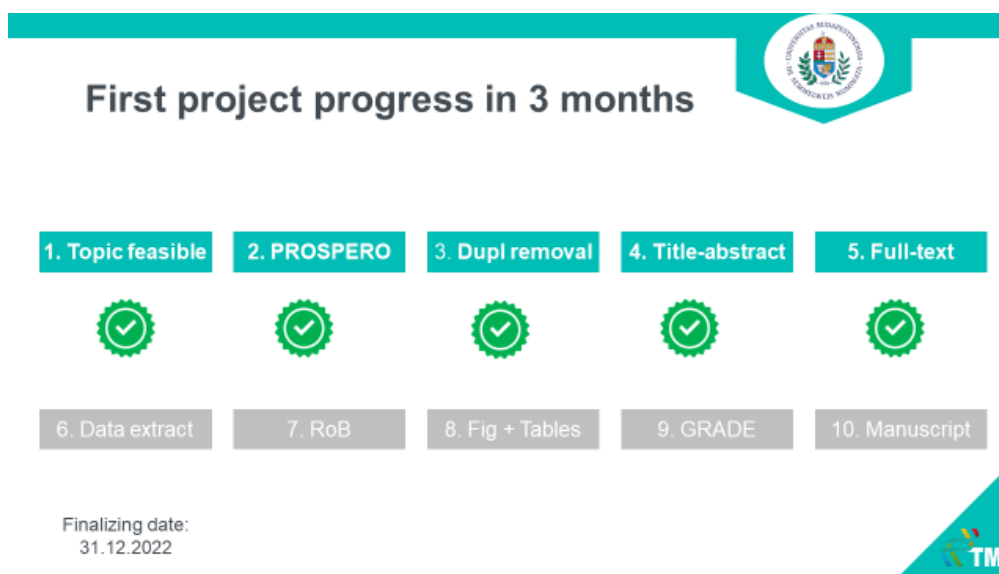 First project progress in 3 months
1. Topic feasible
2. PROSPERO
3. Dupl removal
4. Title-abstract
5. Full-text
6. Data extract
7. RoB
8. Fig + Tables
9. GRADE
10. Manuscript
Finalizing date:
31.12.2022
TM